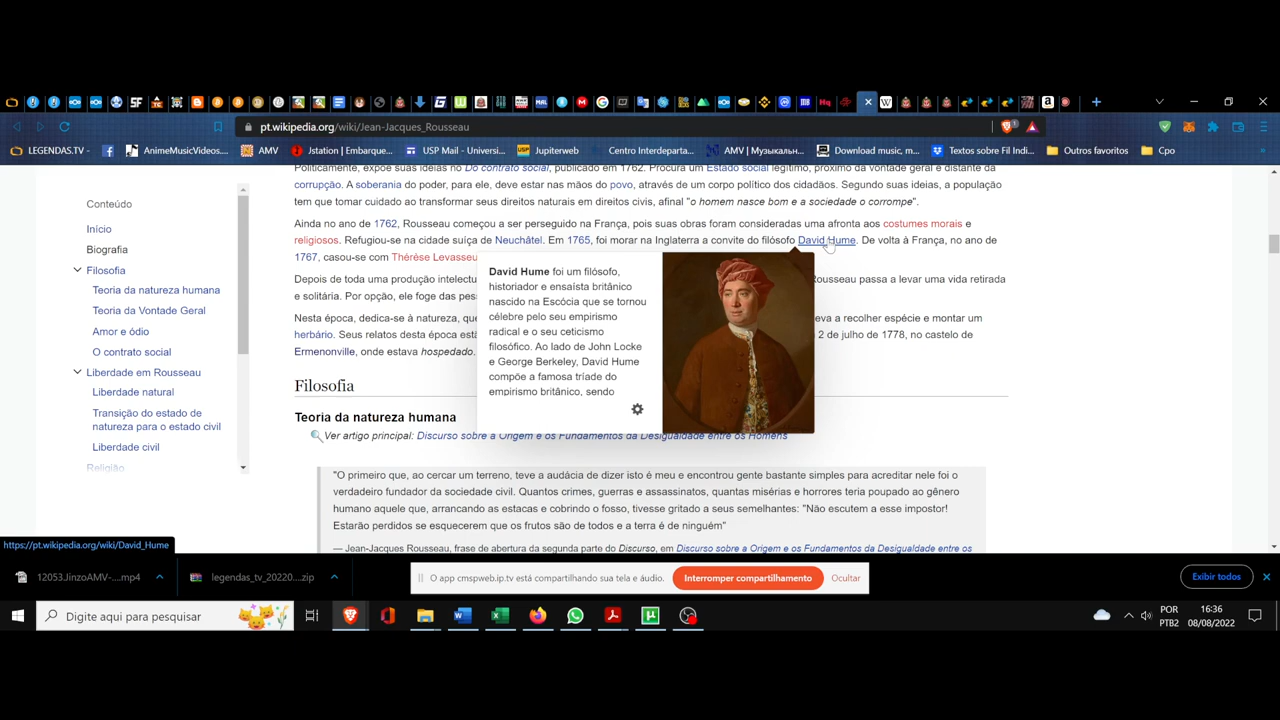 pt.wikipedia.org/wiki/Jean-Jacques_Rousseau
1
LEGENDAS.TV - Bus...
AnimeMusicVideos...
AMV
Jstation | Embarque...
USP Mail - Universi...
Jupiterweb
Centro Interdeparta...
AMV | Музыкальн...
Download music, m...
Textos sobre Fil Indi...
Outros favoritos
Cpo
Conteúdo
Início
Biografia
Filosofia
Teoria da natureza humana
Teoria da Vontade Geral
Amor e ódio
O contrato social
Liberdade em Rousseau
Liberdade natural
Transição do estado de
natureza para o estado civil
Liberdade civil
Religião
Politicamente, expõe suas ideias no Do contrato social, publicado em 1762. Procura um Estado social legítimo, próximo da vontade geral e distante da
corrupção. A soberania do poder, para ele, deve estar nas mãos do povo, através de um corpo político dos cidadãos. Segundo suas ideias, a população
tem que tomar cuidado ao transformar seus direitos naturais em direitos civis, afinal "o homem nasce bom e a sociedade o corrompe".
Ainda no ano de 1762, Rousseau começou a ser perseguido na França, pois suas obras foram consideradas uma afronta aos costumes morais e
religiosos. Refugiou-se na cidade suíça de Neuchâtel. Em 1765, foi morar na Inglaterra a convite do filósofo David Hume. De volta à França, no ano de
1767, casou-se com Thérèse Levasseu
Depois de toda uma produção intelectu Rousseau passa a levar uma vida retirada
e solitária. Por opção, ele foge das pes
Nesta época, dedica-se à natureza, qu eva a recolher espécie e montar um
herbário. Seus relatos desta época est 2 de julho de 1778, no castelo de
Ermenonville, onde estava hospedado.
David Hume foi um filósofo,
historiador e ensaísta britânico
nascido na Escócia que se tornou
célebre pelo seu empirismo
radical e o seu ceticismo
filosófico. Ao lado de John Locke
e George Berkeley, David Hume
compõe a famosa tríade do
empirismo britânico, sendo
Filosofia
Teoria da natureza humana
Ver artigo principal: Discurso sobre a Origem e os Fundamentos da Desigualdade entre os Homens
"O primeiro que, ao cercar um terreno, teve a audácia de dizer isto é meu e encontrou gente bastante simples para acreditar nele foi o
verdadeiro fundador da sociedade civil. Quantos crimes, guerras e assassinatos, quantas misérias e horrores teria poupado ao gênero
humano aquele que, arrancando as estacas e cobrindo o fosso, tivesse gritado a seus semelhantes: "Não escutem a esse impostor!
Estarão perdidos se esquecerem que os frutos são de todos e a terra é de ninguém"
— Jean-Jacques Rousseau, frase de abertura da segunda parte do Discurso, em Discurso sobre a Origem e os Fundamentos da Desigualdade entre os
https://pt.wikipedia.org/wiki/David_Hume
12053.JinzoAMV-....mp4
legendas_tv_20220....zip
O app cmspweb.ip.tv está compartilhando sua tela e áudio.
Interromper compartilhamento
Ocultar
Exibir todos
Digite aqui para pesquisar
POR
PTB2
16:36
08/08/2022